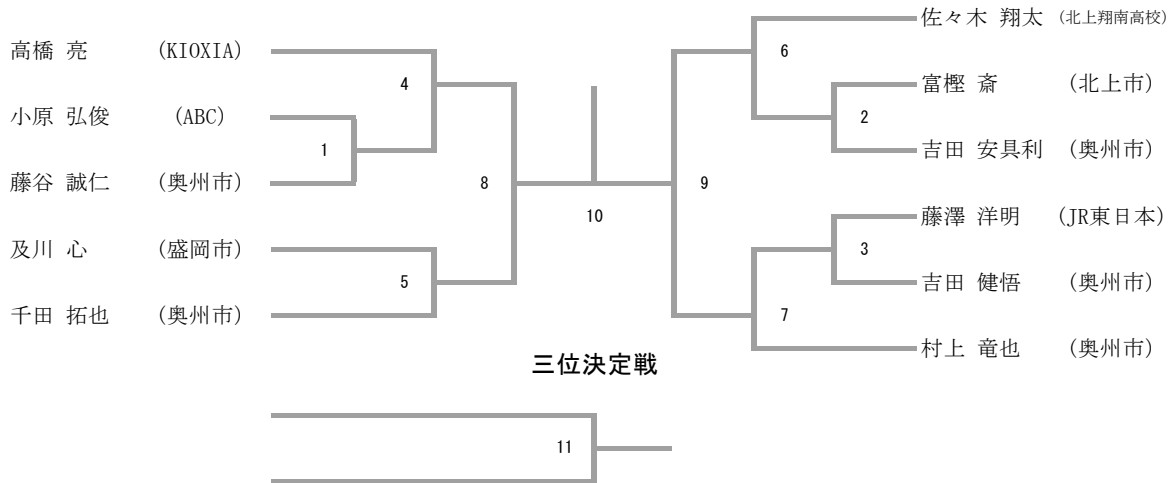 高橋 亮 (KIOXIA)
小原 弘俊 (ABC)
藤谷 誠仁 (奥州市)
及川 心 (盛岡市)
千田 拓也 (奥州市)
4
1
8
5
10
佐々木 翔太 (北上翔南高校)
富樫 斎 (北上市)
吉田 安具利 (奥州市)
藤澤 洋明 (JR東日本)
吉田 健悟 (奥州市)
村上 竜也 (奥州市)
6
2
9
3
7
三位決定戦
11